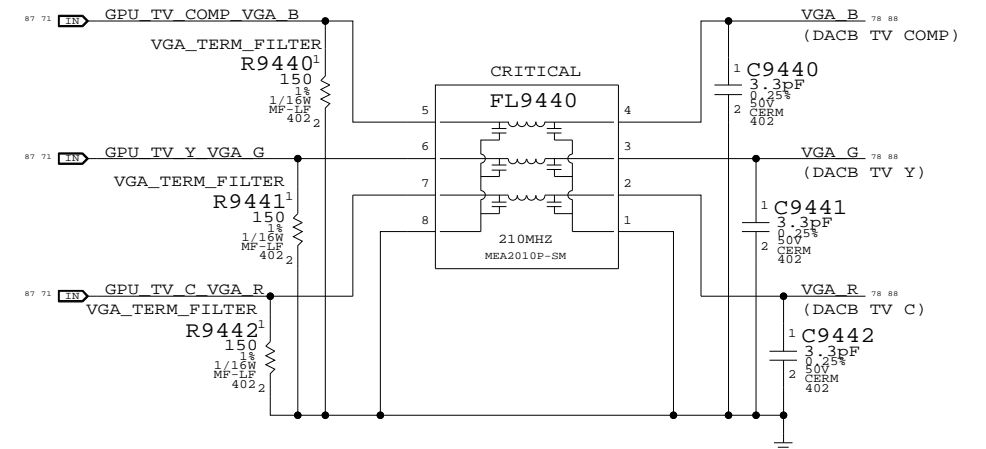 87 71 IN GPU_TV_COMP_VGA_B
VGA_B 78 88
(DACB TV COMP)
VGA_TERM_FILTER
R9440 1
150
1%
1/16W
MF-LF
402 2
CRITICAL
FL9440
5 4
6 3
7 2
8 1
210MHZ
MEA2010P-SM
1 C9440
3.3pF
0.25%
2 50V
CERM
402
87 71 IN GPU_TV_Y_VGA_G
VGA_G 78 88
(DACB TV Y)
VGA_TERM_FILTER
R9441 1
150
1%
1/16W
MF-LF
402 2
1 C9441
3.3pF
0.25%
2 50V
CERM
402
87 71 IN GPU_TV_C_VGA_R
VGA_R 78 88
(DACB TV C)
VGA_TERM_FILTER
R9442 1
150
1%
1/16W
MF-LF
402 2
1 C9442
3.3pF
0.25%
2 50V
CERM
402